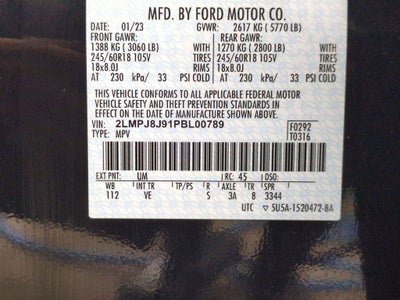 MFD. BY FORD MOTOR CO.
DATE: 01/23 GVWR: 2617 KG ( 5770 LB)
FRONT GAWR: REAR GAWR:
1388 KG ( 3060 LB) WITH 1270 KG ( 2800 LB) WITH
245/60R18 105V TIRES 245/60R18 105V TIRES
18x8.0J RIMS 18x8.0J RIMS
AT 230 kPa/ 33 PSI COLD AT 230 kPa/ 33 PSI COLD
THIS VEHICLE CONFORMS TO ALL APPLICABLE FEDERAL MOTOR
VEHICLE SAFETY AND THEFT PREVENTION STANDARDS IN
EFFECT ON THE DATE OF MANUFACTURE SHOWN ABOVE.
VIN: 2LMPJ8J91PBL00789 F0292
TYPE: MPV T0316
EXT PNT: UM RC: 45 DSO:
WB INT TR TP/PS R AXLE TR SPR
112 VE S 3A 8 3344
UTC SU5A-1520472-BA